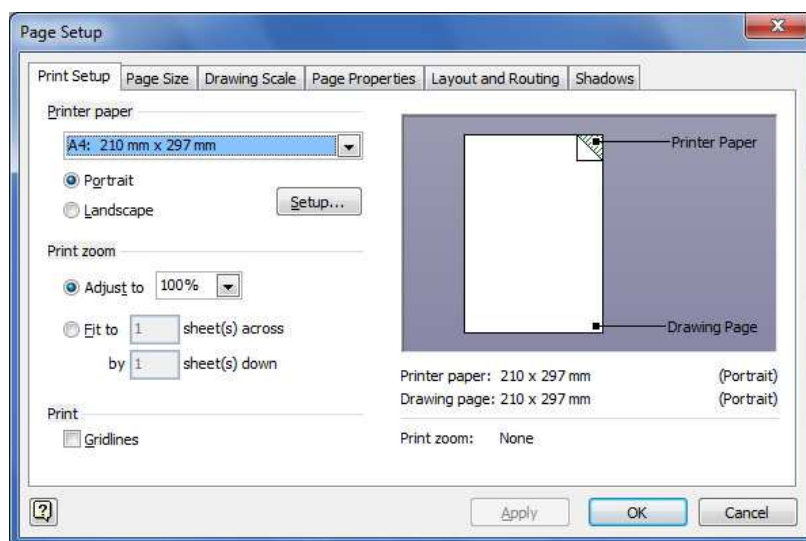 Page Setup
Print Setup Page Size Drawing Scale Page Properties Layout and Routing Shadows
Printer paper
A4: 210 mm x 297 mm
Portrait
Landscape
Setup...
Print zoom
Adjust to 100%
Fit to 1 sheet(s) across
by 1 sheet(s) down
Print
Gridlines
Printer Paper
Drawing Page
Printer paper: 210 x 297 mm (Portrait)
Drawing page: 210 x 297 mm (Portrait)
Print zoom: None
Apply OK Cancel